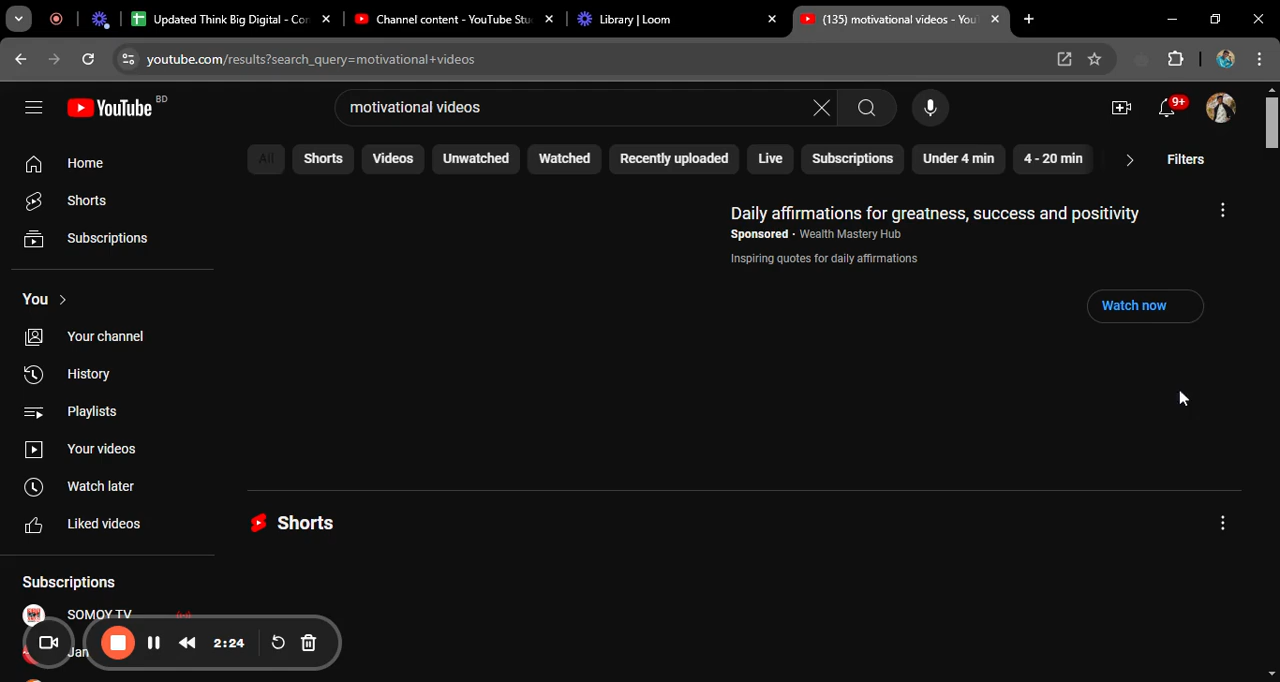 Updated Think Big Digital - Con
Channel content - YouTube Stu
Library | Loom
(135) motivational videos - You
youtube.com/results?search_query=motivational+videos
YouTube BD
motivational videos
9+
Home
Shorts
Subscriptions
You
Your channel
History
Playlists
Your videos
Watch later
Liked videos
Subscriptions
SOMOY TV
Jan
All
Shorts
Videos
Unwatched
Watched
Recently uploaded
Live
Subscriptions
Under 4 min
4 - 20 min
Filters
Daily affirmations for greatness, success and positivity
Sponsored · Wealth Mastery Hub
Inspiring quotes for daily affirmations
Watch now
Shorts
2:24